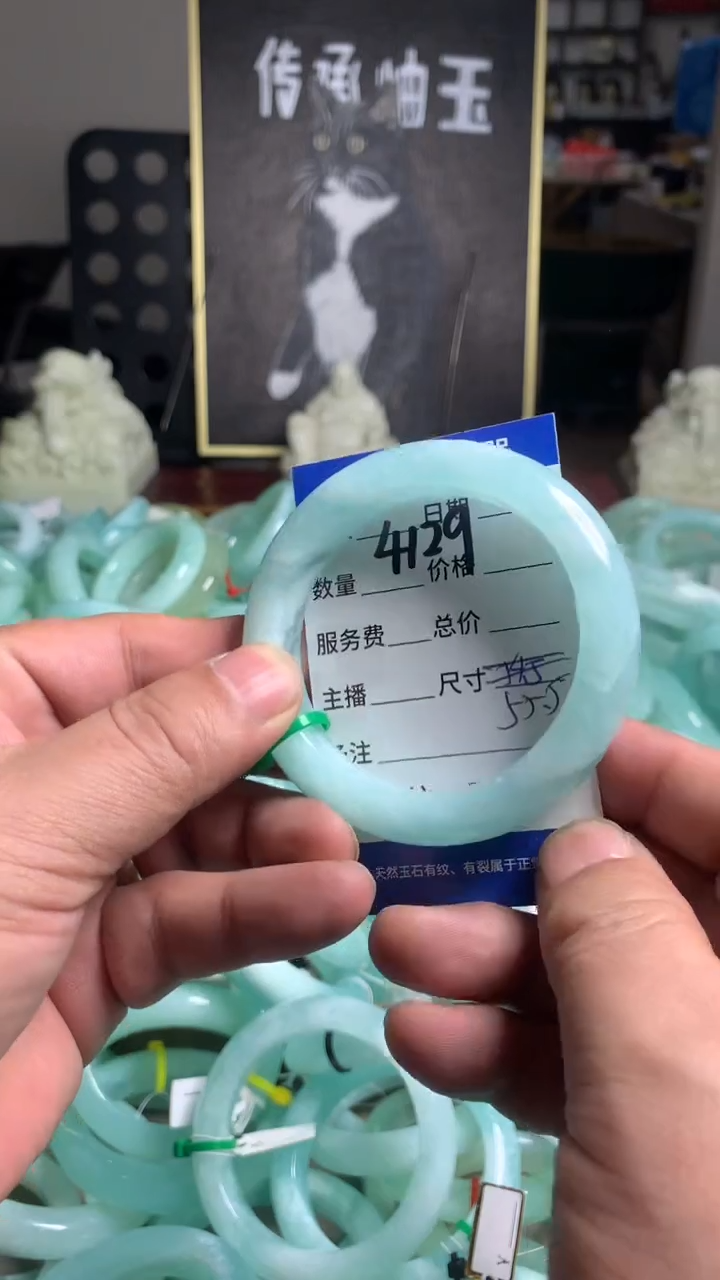 传承岫玉
日期
4129
数量 价格
服务费 总价
主播 尺寸
55.5
注
天然玉石有纹、有裂属于正